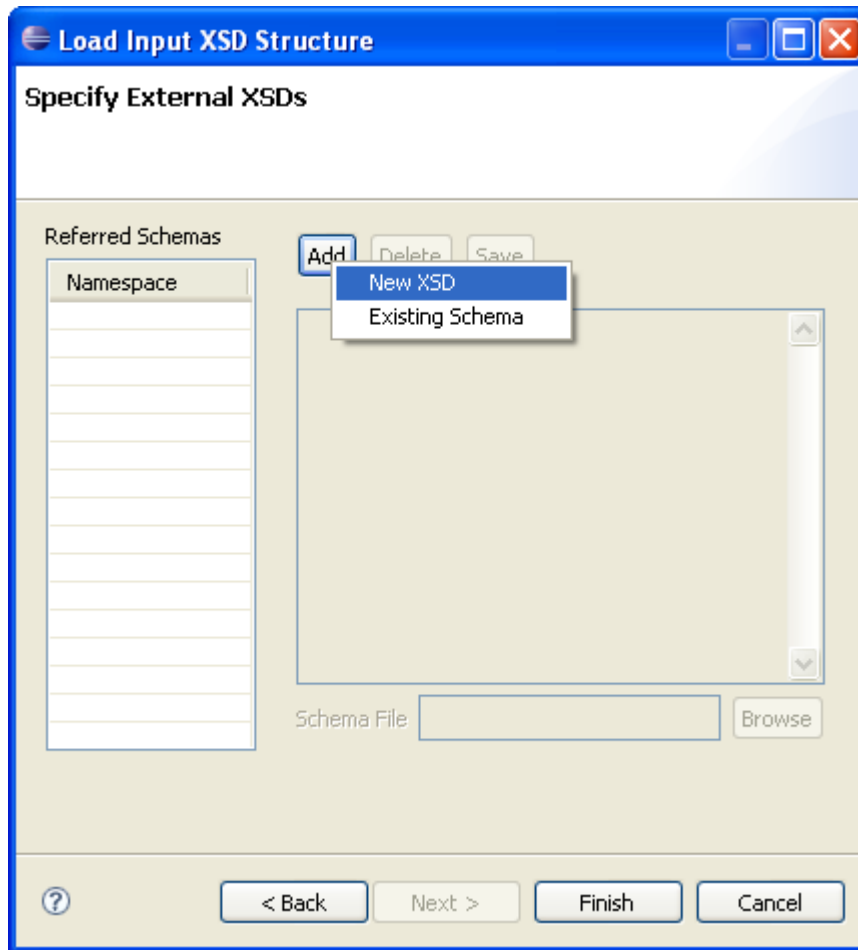 Load Input XSD Structure
Specify External XSDs
Referred Schemas
Add Delete Save
Namespace
New XSD
Existing Schema
Schema File Browse
< Back Next > Finish Cancel